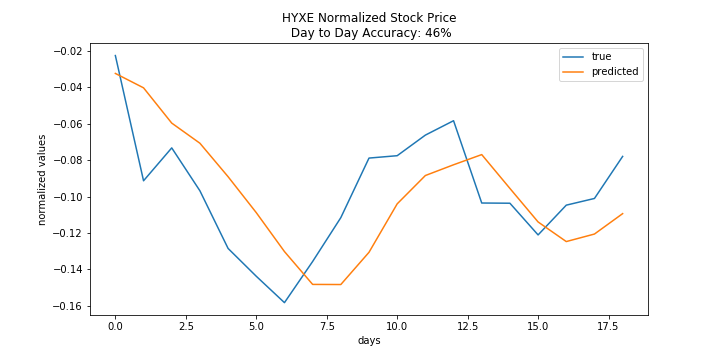 HYXE Normalized Stock Price
Day to Day Accuracy: 46%
true
predicted
normalized values
−0.02
−0.04
−0.06
−0.08
−0.10
−0.12
−0.14
−0.16
0.0 2.5 5.0 7.5 10.0 12.5 15.0 17.5
days